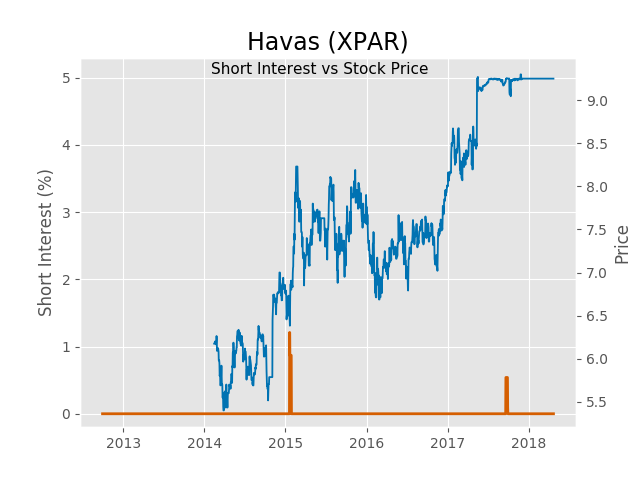 Havas (XPAR)
Short Interest vs Stock Price
Short Interest (%)
5
4
3
2
1
0
9.0
8.5
8.0
7.5
7.0
6.5
6.0
5.5
Price
2013 2014 2015 2016 2017 2018